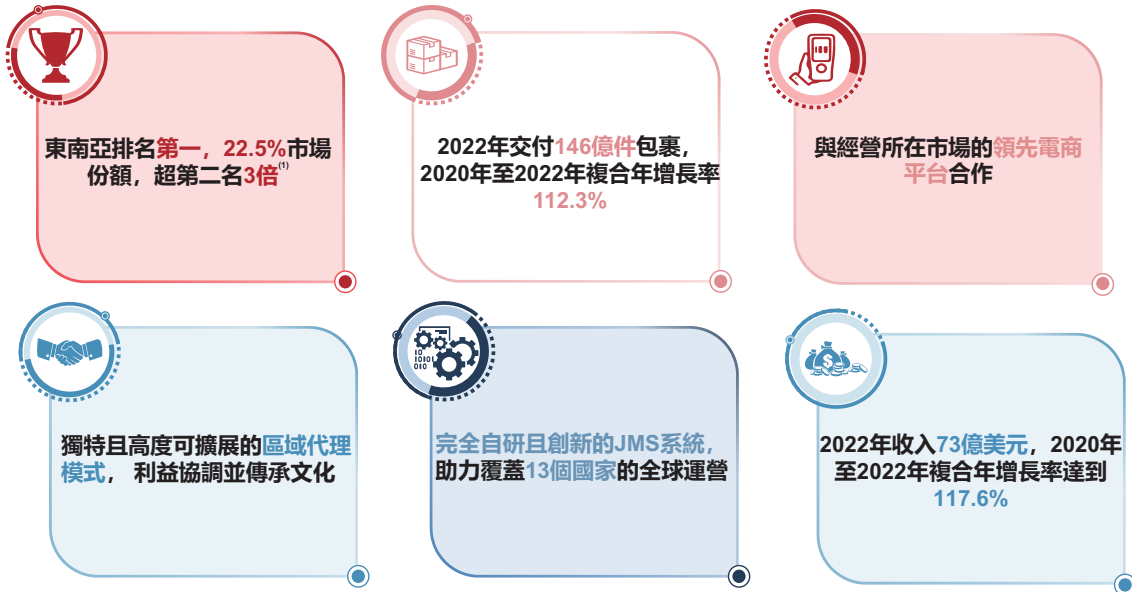 東南亞排名第一，22.5%市場
份額，超第二名3倍(1)
2022年交付146億件包裹，
2020年至2022年複合年增長率
112.3%
與經營所在市場的領先電商
平台合作
獨特且高度可擴展的區域代理
模式， 利益協調並傳承文化
10
10101
010
完全自研且創新的JMS系統，
助力覆蓋13個國家的全球運營
$
2022年收入73億美元，2020年
至2022年複合年增長率達到
117.6%